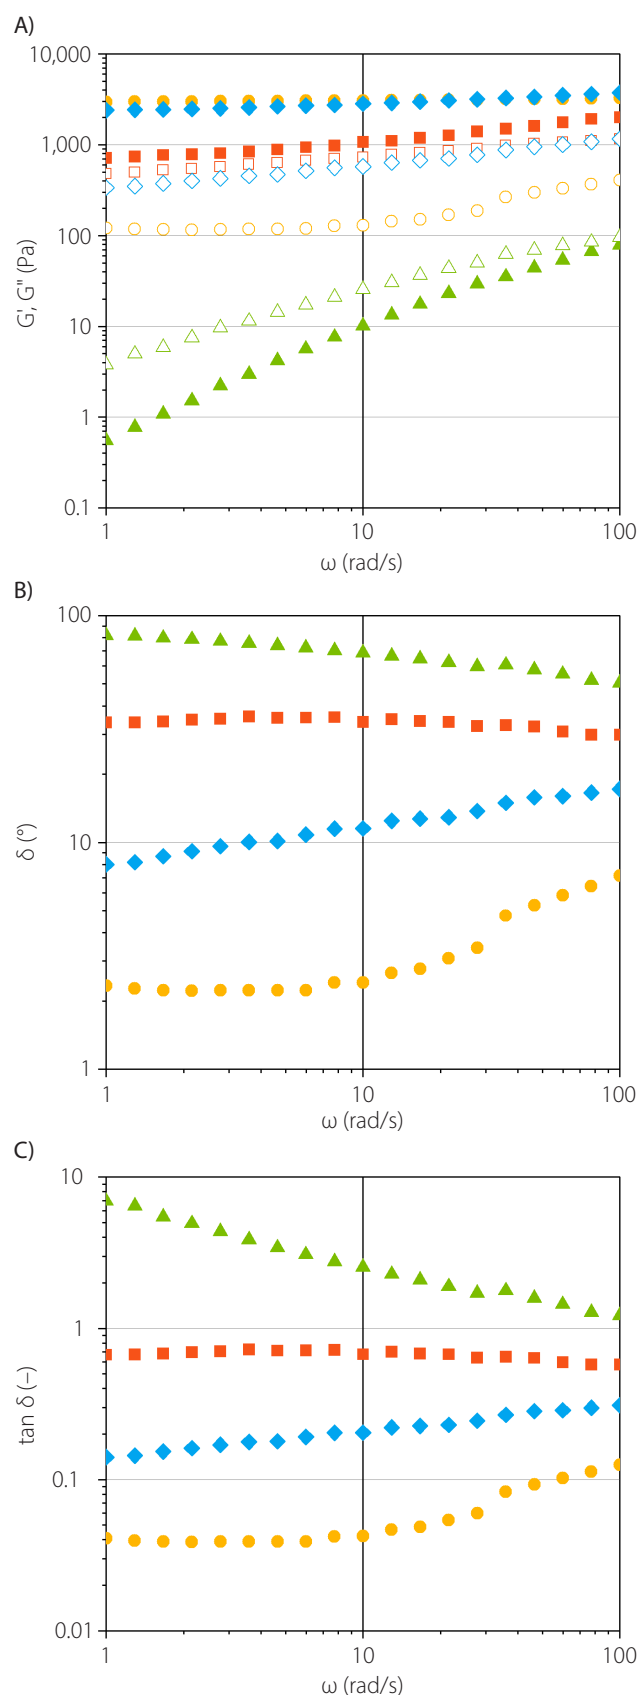 A)
10,000
1,000
100
10
1
0.1
G', G" (Pa)
1 10 100
ω (rad/s)
B)
100
10
1
δ (°)
1 10 100
ω (rad/s)
C)
10
1
0.1
0.01
tan δ (–)
1 10 100
ω (rad/s)